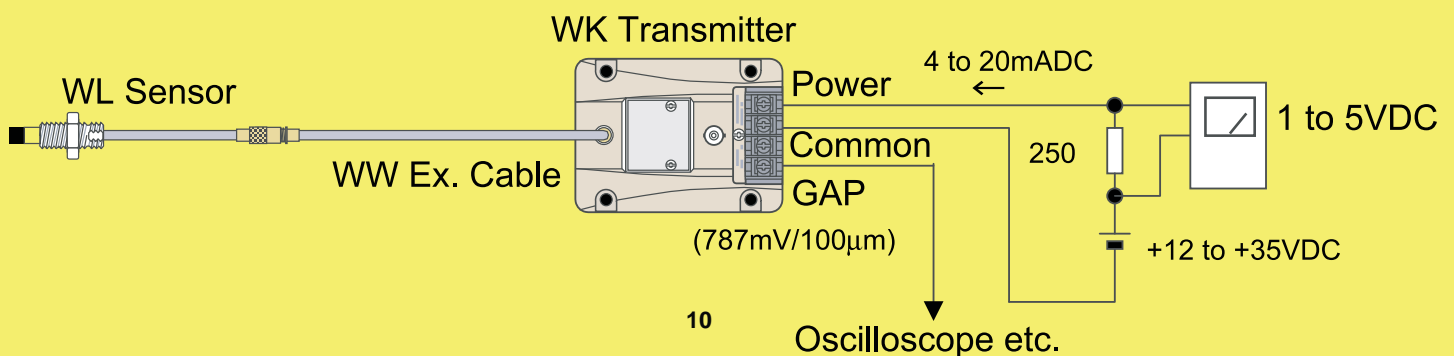 WK Transmitter
WL Sensor
WW Ex. Cable
Power
4 to 20mADC
←
Common
GAP
(787mV/100μm)
250
1 to 5VDC
+12 to +35VDC
10
Oscilloscope etc.